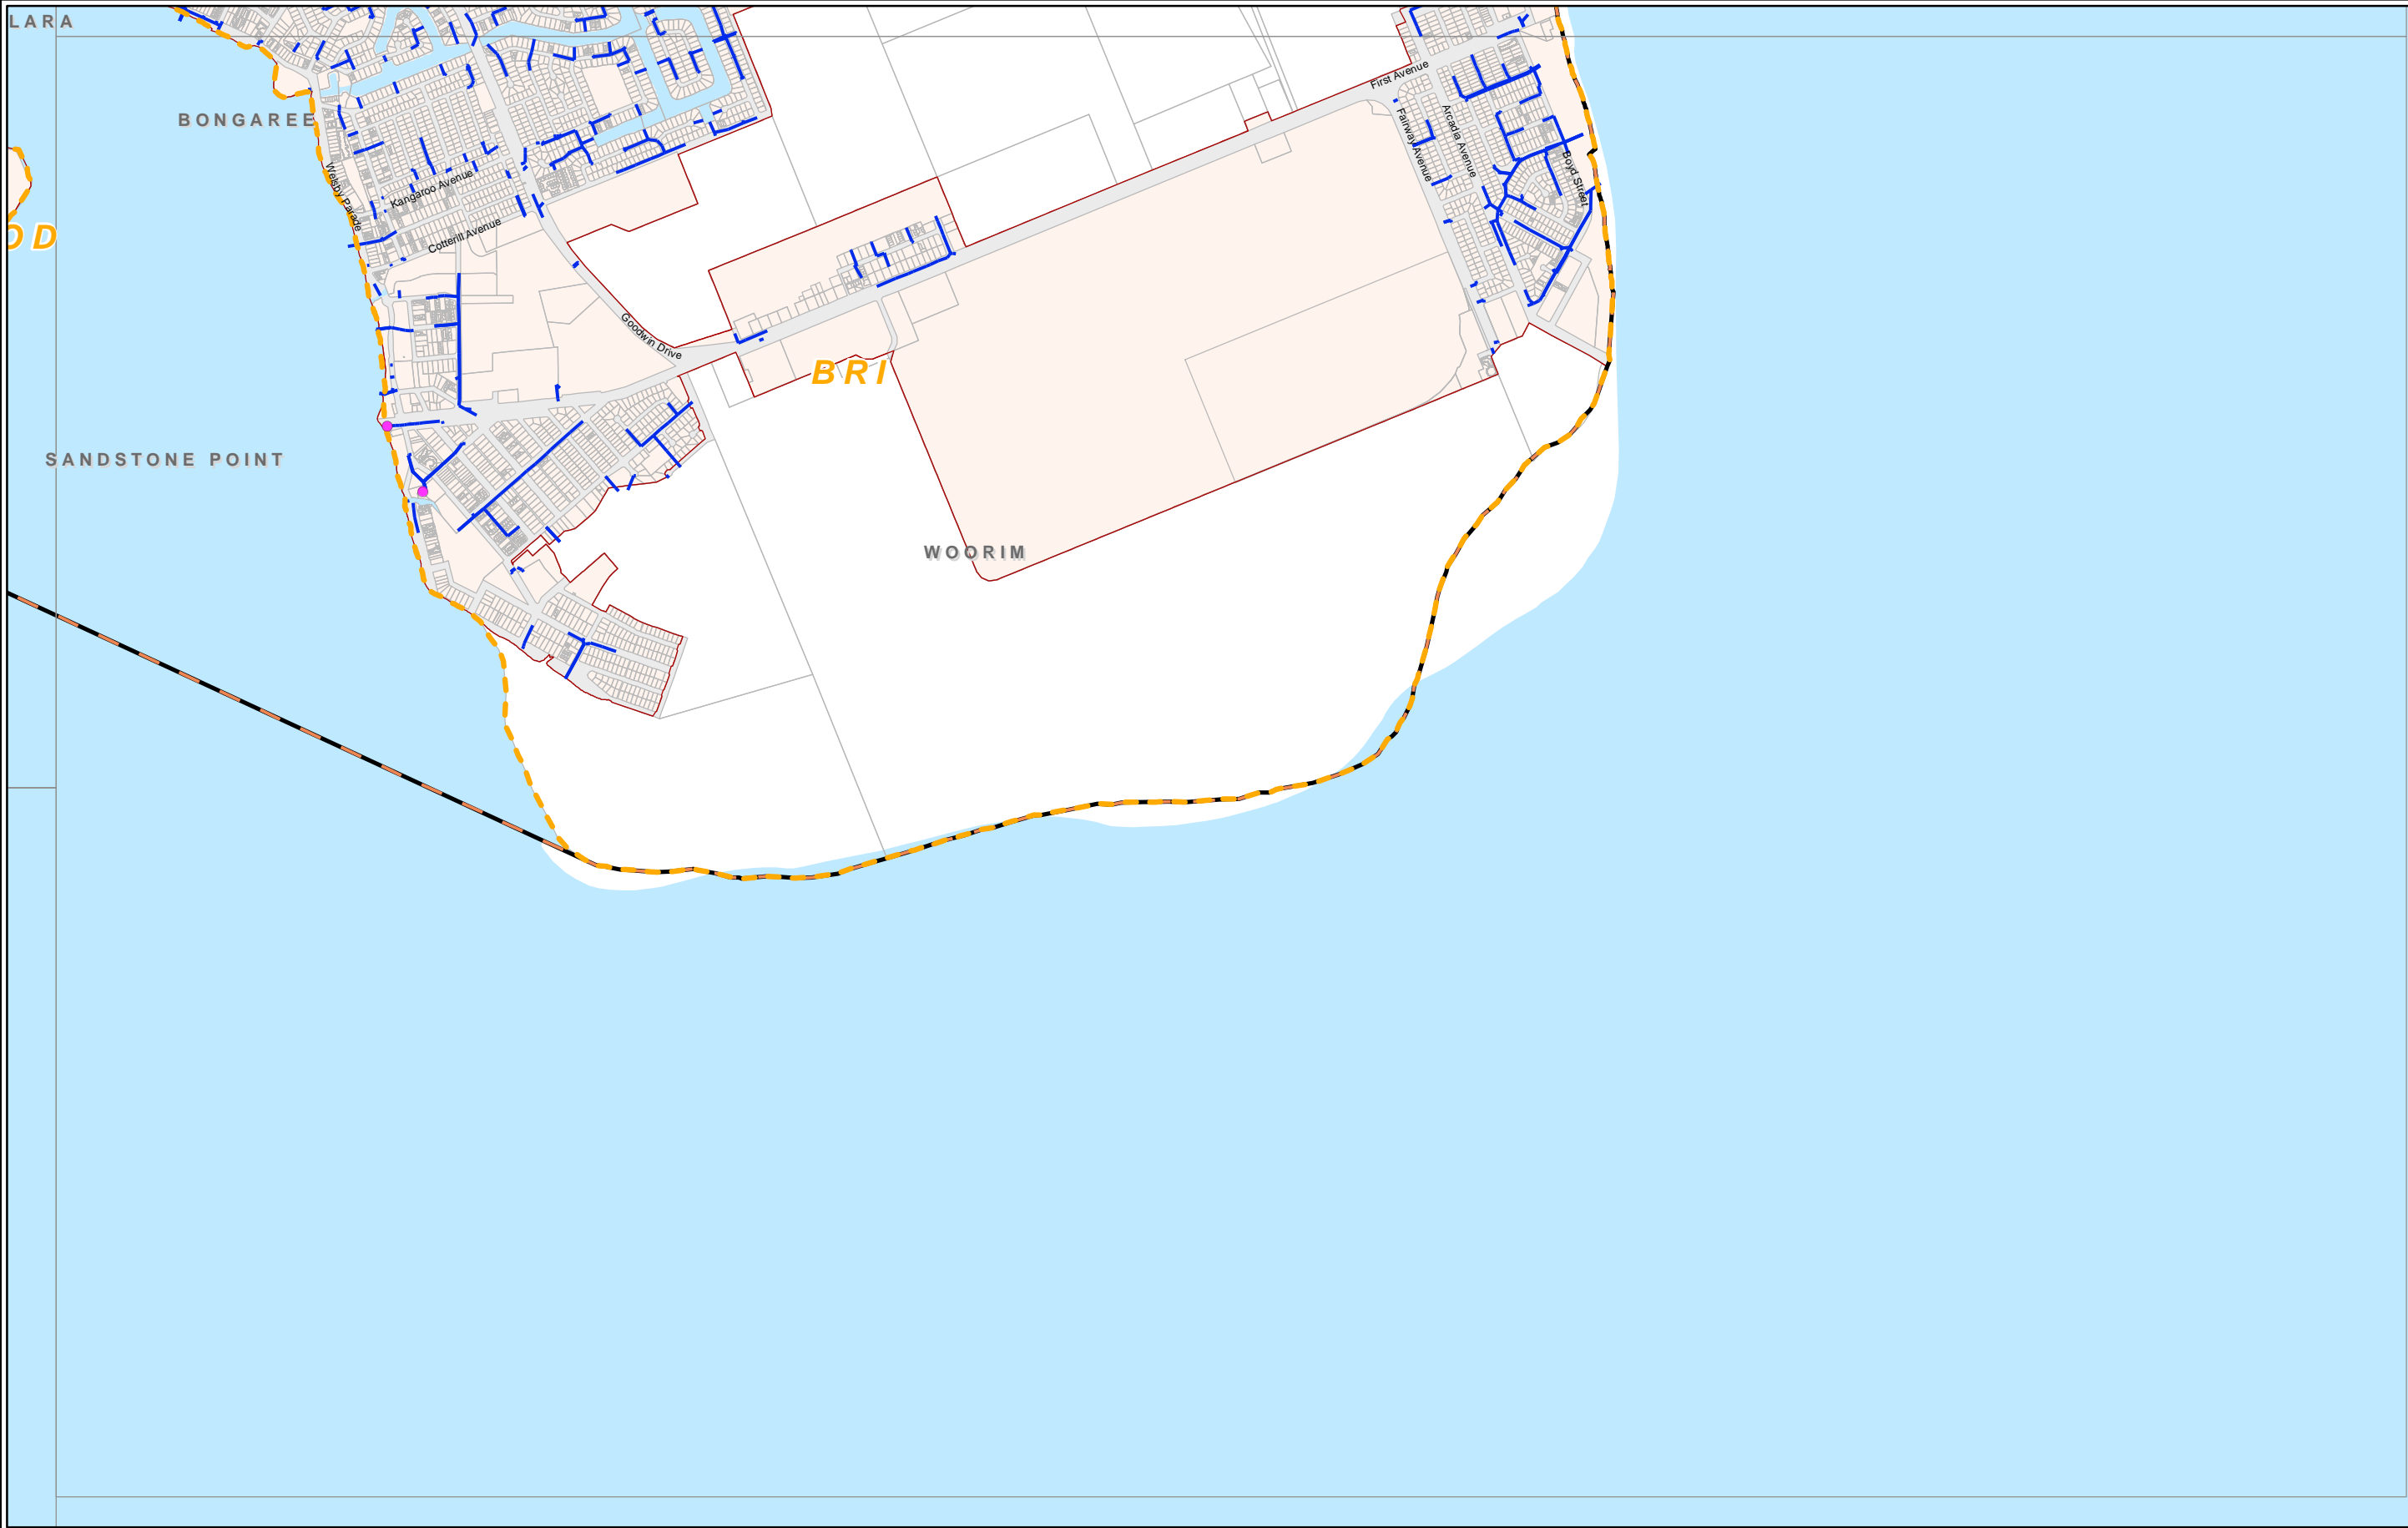 LARA
First Avenue
BONGAREE
Fairway Avenue
Arcadia Avenue
Boyd Street
Welsby Parade
Kangaroo Avenue
Cotterill Avenue
OD
Goodwin Drive
BRI
SANDSTONE POINT
WOORIM